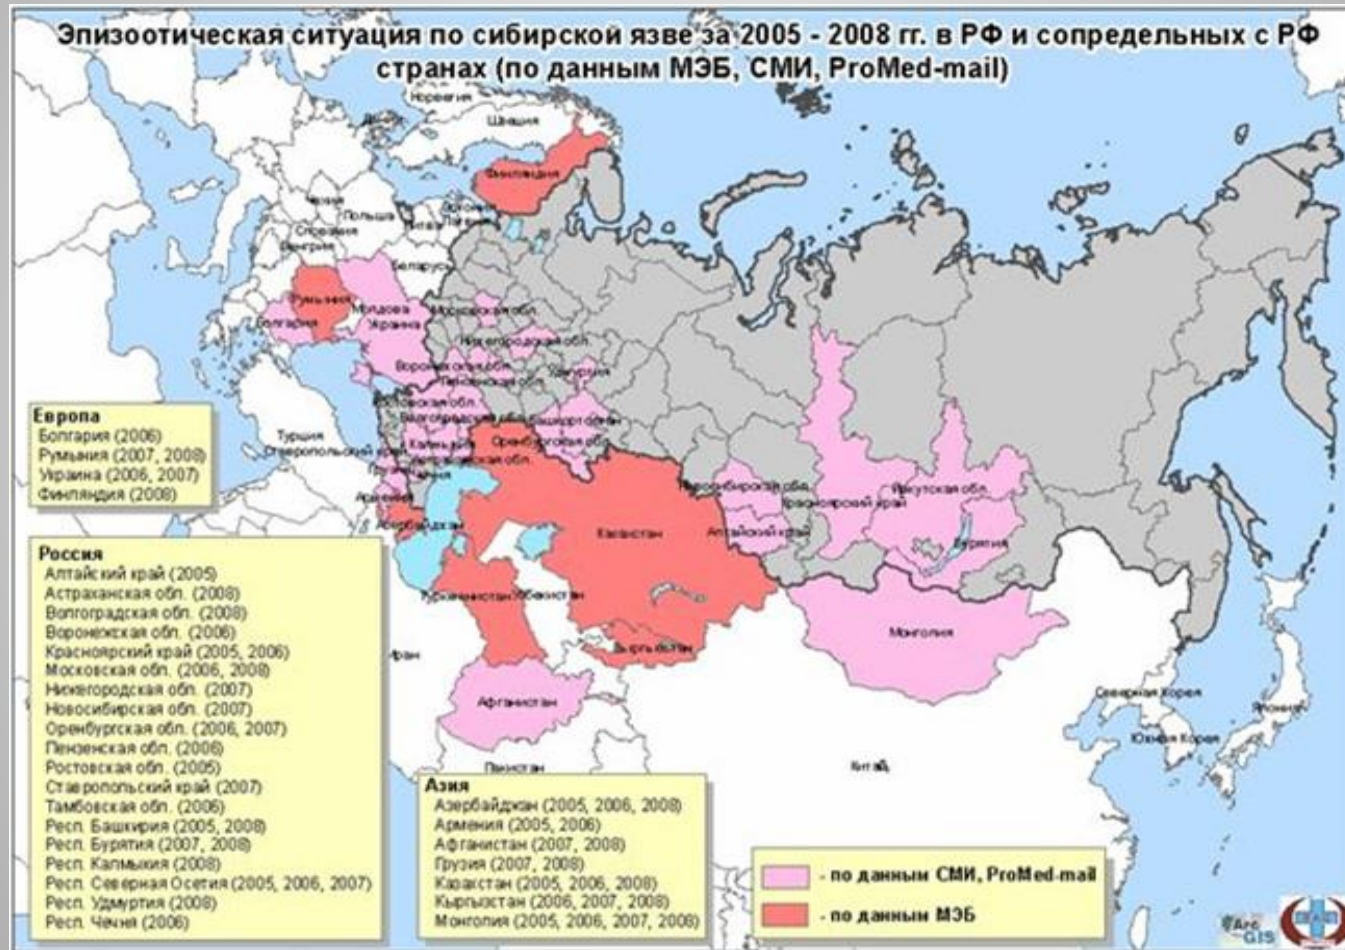 Эпизоотическая ситуация по сибирской язве за 2005 - 2008 гг. в РФ и сопредельных с РФ
странах (по данным МЭБ, СМИ, ProMed-mail)
Норвегия
Швеция
Финляндия
Чехия
Польша
Словения
Литва
Венгрия
Беларусь
Румыния
Молдова
Болгария
Украина
Московская обл.
Нижегородская обл.
Воронежская обл.
Удмуртия
Пензенская обл.
Ростовская обл.
Волгоградская обл.
Башкортостан
Турция
Ставропольский край
Калмыкия
Оренбургская обл.
Армения
Азербайджан
Казахстан
Новосибирская обл.
Красноярский край
Иркутская обл.
Алтайский край
Бурятия
Туркменистан
Узбекистан
Кыргызстан
Иран
Монголия
Афганистан
Северная Корея
Япония
Южная Корея
Пакистан
Китай
Европа
Болгария (2006)
Румыния (2007, 2008)
Украина (2006, 2007)
Финляндия (2008)
Россия
Алтайский край (2005)
Астраханская обл. (2008)
Волгоградская обл. (2008)
Воронежская обл. (2006)
Красноярский край (2005, 2006)
Московская обл. (2006, 2008)
Нижегородская обл. (2007)
Новосибирская обл. (2007)
Оренбургская обл. (2006, 2007)
Пензенская обл. (2006)
Ростовская обл. (2005)
Ставропольский край (2007)
Тамбовская обл. (2006)
Респ. Башкирия (2005, 2008)
Респ. Бурятия (2007, 2008)
Респ. Калмыкия (2008)
Респ. Северная Осетия (2005, 2006, 2007)
Респ. Удмуртия (2008)
Респ. Чечня (2006)
Азия
Азербайджан (2005, 2006, 2008)
Армения (2005, 2006)
Афганистан (2007, 2008)
Грузия (2007, 2008)
Казахстан (2005, 2006, 2008)
Кыргызстан (2006, 2007, 2008)
Монголия (2005, 2006, 2007, 2008)
- по данным СМИ, ProMed-mail
- по данным МЭБ
Arc
GIS